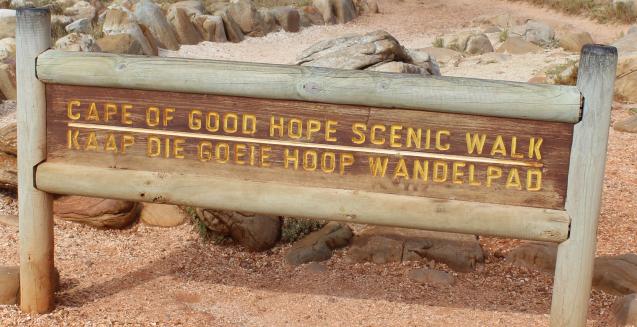 CAPE OF GOOD HOPE SCENIC WALK
KAAP DIE GOEIE HOOP WANDELPAD